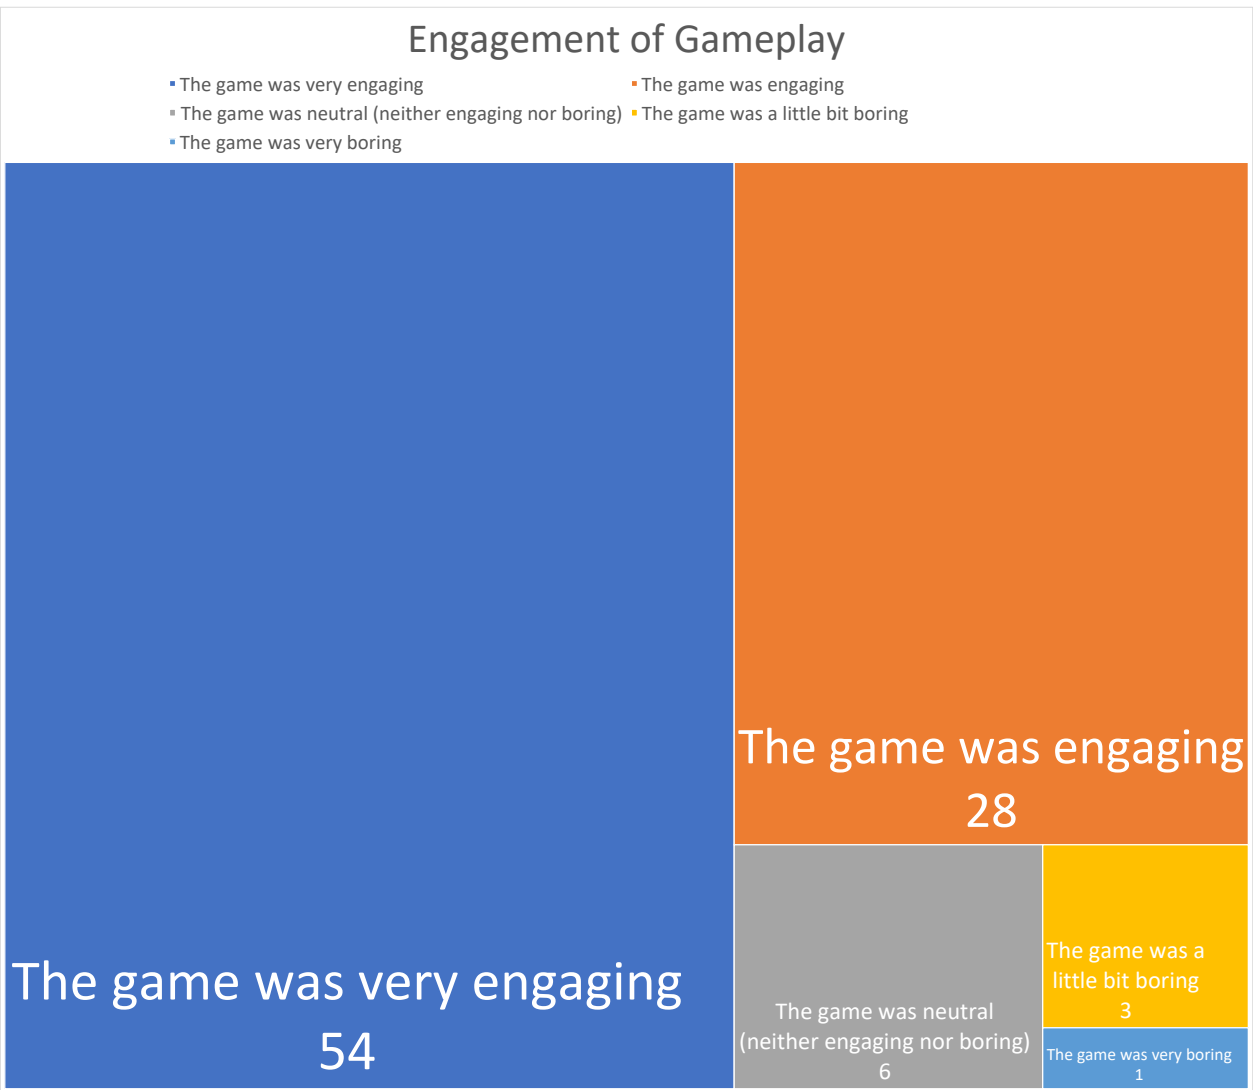 Engagement of Gameplay
The game was very engaging
The game was engaging
The game was neutral (neither engaging nor boring)
The game was a little bit boring
The game was very boring
The game was very engaging
54
The game was engaging
28
The game was neutral
(neither engaging nor boring)
6
The game was a
little bit boring
3
The game was very boring
1